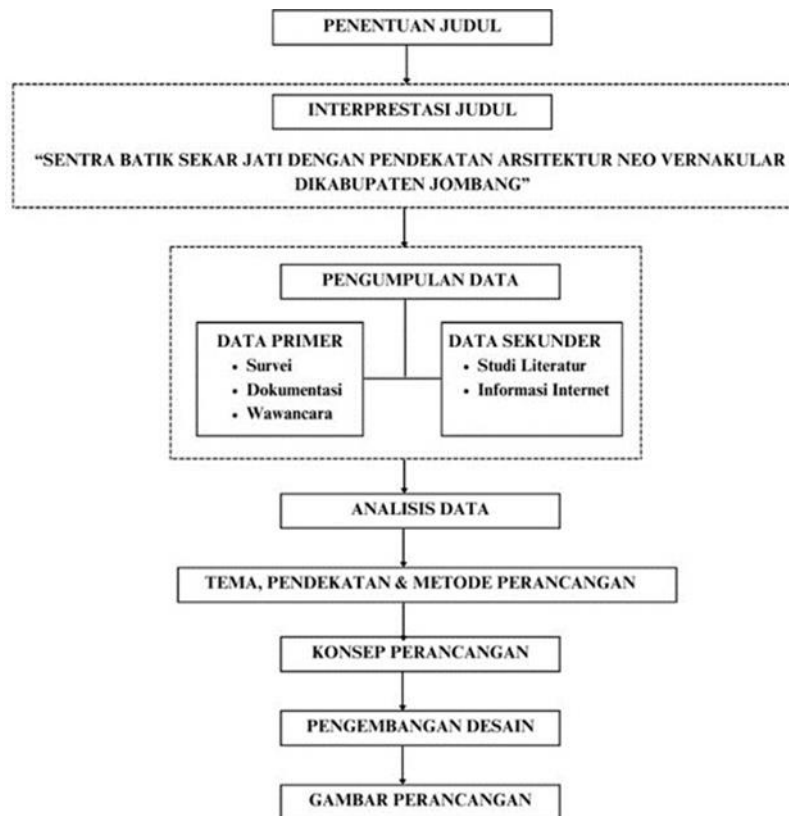 PENENTUAN JUDUL
INTERPRESTASI JUDUL
“SENTRA BATIK SEKAR JATI DENGAN PENDEKATAN ARSITEKTUR NEO VERNAKULAR
DIKABUPATEN JOMBANG”
PENGUMPULAN DATA
DATA PRIMER
• Survei
• Dokumentasi
• Wawancara
DATA SEKUNDER
• Studi Literatur
• Informasi Internet
ANALISIS DATA
TEMA, PENDEKATAN & METODE PERANCANGAN
KONSEP PERANCANGAN
PENGEMBANGAN DESAIN
GAMBAR PERANCANGAN